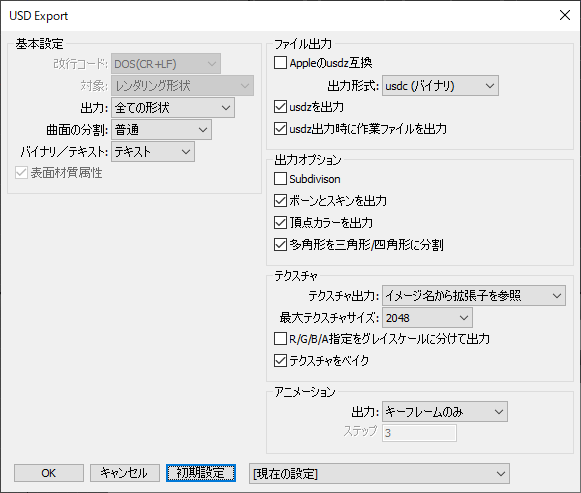 USD Export
基本設定
改行コード: DOS(CR+LF)
対象: レンダリング形状
出力: 全ての形状
曲面の分割: 普通
バイナリ／テキスト: テキスト
表面材質属性
ファイル出力
Appleのusdz互換
出力形式: usdc (バイナリ)
usdzを出力
usdz出力時に作業ファイルを出力
出力オプション
Subdivison
ボーンとスキンを出力
頂点カラーを出力
多角形を三角形/四角形に分割
テクスチャ
テクスチャ出力: イメージ名から拡張子を参照
最大テクスチャサイズ: 2048
R/G/B/A指定をグレイスケールに分けて出力
テクスチャをベイク
アニメーション
出力: キーフレームのみ
ステップ 3
OK
キャンセル
初期設定
[現在の設定]